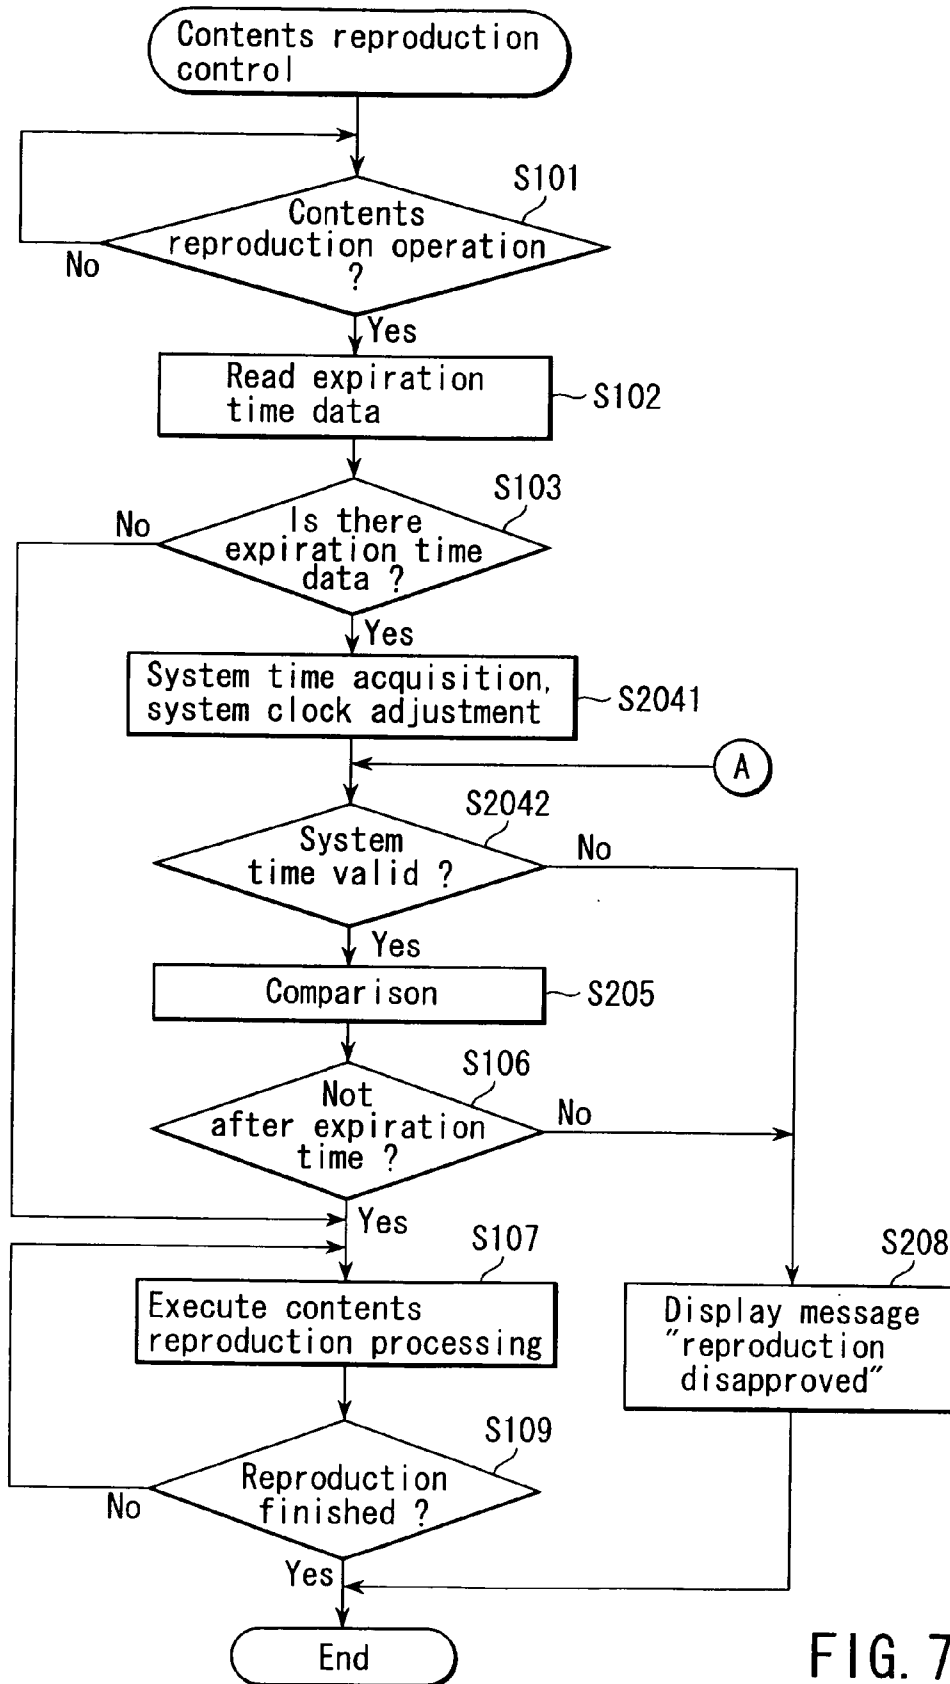 Contents reproduction
control
S101
Contents
reproduction operation
?
No
Yes
Read expiration
time data
S102
S103
No
Is there
expiration time
data ?
Yes
System time acquisition,
system clock adjustment
S2041
A
S2042
System
time valid ?
No
Yes
Comparison
S205
S106
Not
after expiration
time ?
No
Yes
S107
S208
Execute contents
reproduction processing
Display message
"reproduction
disapproved"
S109
Reproduction
finished ?
No
Yes
End
FIG. 7